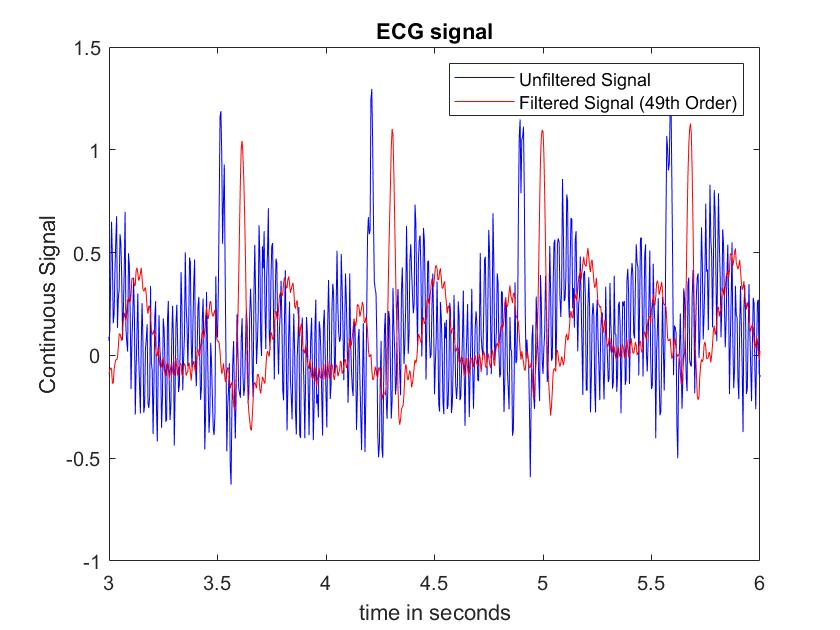 ECG signal
Unfiltered Signal
Filtered Signal (49th Order)
Continuous Signal
1.5
1
0.5
0
-0.5
-1
3
3.5
4
4.5
5
5.5
6
time in seconds